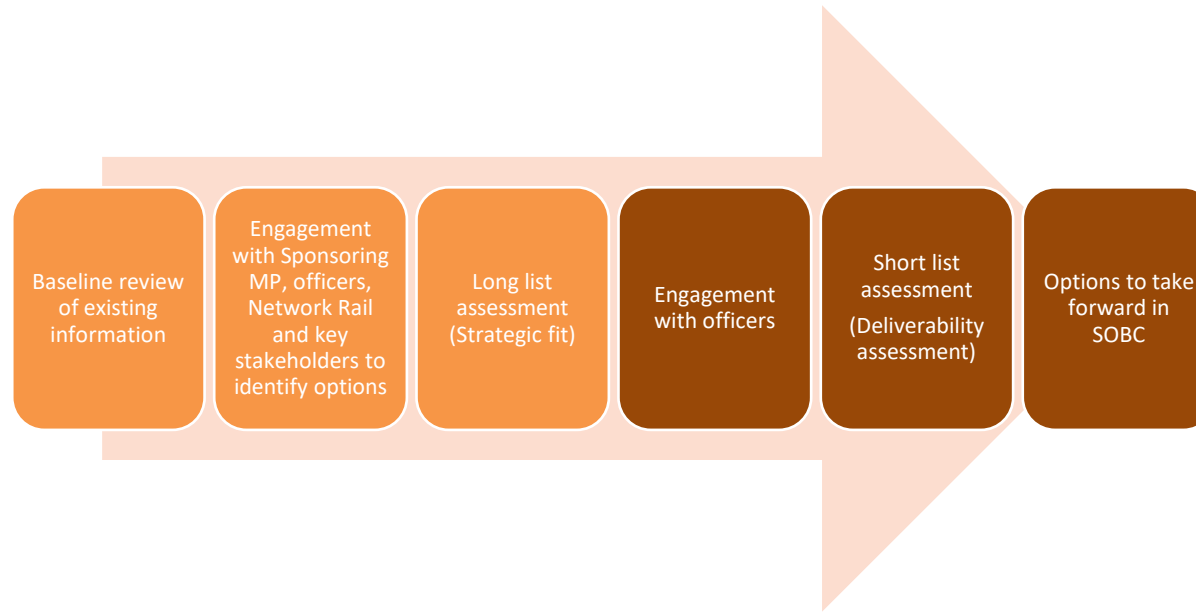 Baseline review
of existing
information
Engagement
with Sponsoring
MP, officers,
Network Rail
and key
stakeholders to
identify options
Long list
assessment
(Strategic fit)
Engagement
with officers
Short list
assessment
(Deliverability
assessment)
Options to take
forward in
SOBC